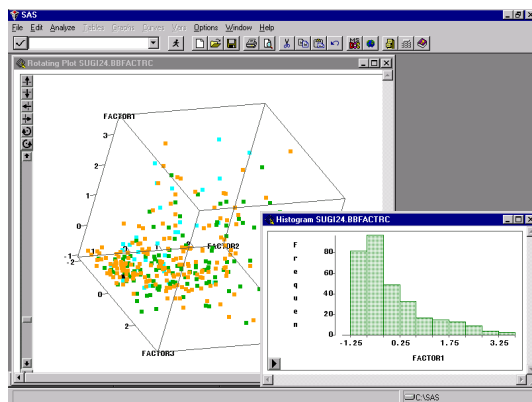 SAS
File Edit Analyze Tables Graphs Curves Vars Options Window Help
Rotating Plot SUGI24.BBFACTRC
FACTOR1
3
2
1
0
-1
-2
0
2
FACTOR2
FACTOR3
Histogram SUGI24.BBFACTRC
F
r
e
q
u
e
n
80
60
40
20
0
-1.25 0.25 1.75 3.25
FACTOR1
C:\SAS